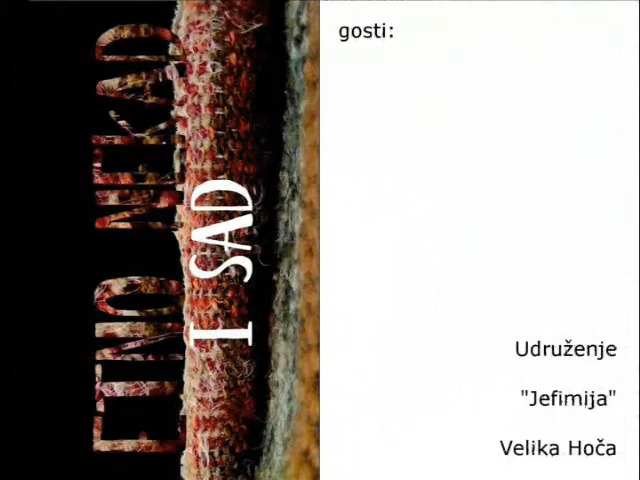 ETNO NEKAD
I SAD
gosti:
Udruženje
"Jefimija"
Velika Hoča